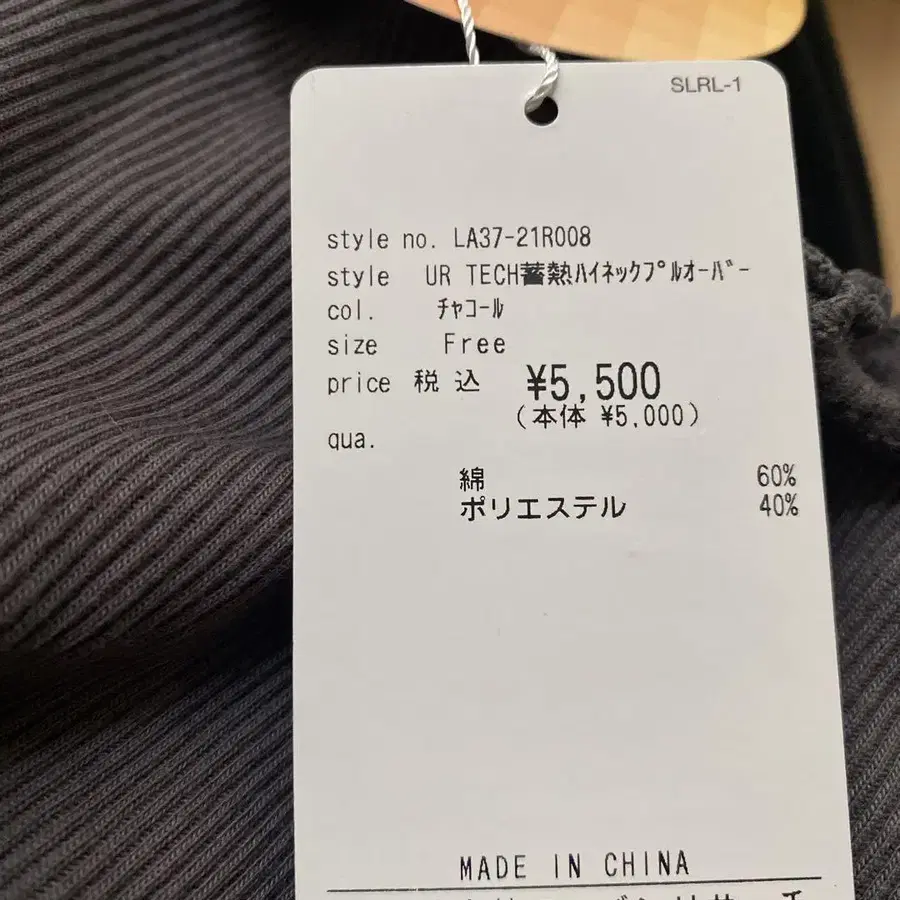 SLRL-1
style no. LA37-21R008
style UR TECH蓄熱ﾊｲﾈｯｸﾌﾟﾙｵｰﾊﾞｰ
col. ﾁｬｺｰﾙ
size Free
price 税込 ¥5,500
(本体 ¥5,000)
qua.
綿 60%
ポリエステル 40%
MADE IN CHINA